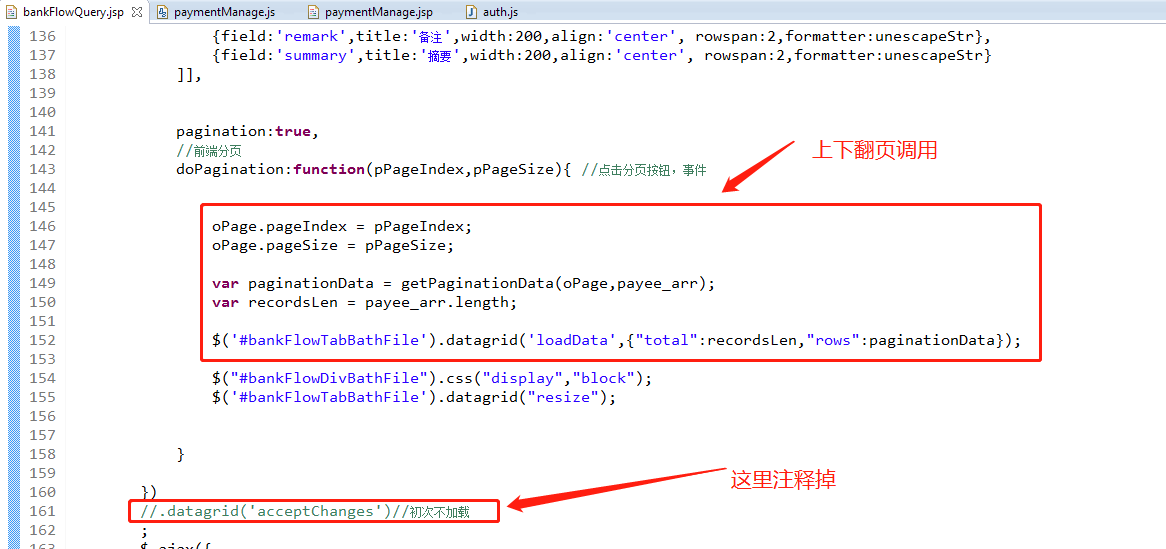 bankFlowQuery.jsp paymentManage.js paymentManage.jsp auth.js
136 {field:'remark',title:'备注',width:200,align:'center', rowspan:2,formatter:unescapeStr},
137 {field:'summary',title:'摘要',width:200,align:'center', rowspan:2,formatter:unescapeStr}
138 ]],
139
140
141 pagination:true,
142 //前端分页
143 doPagination:function(pPageIndex,pPageSize){ //点击分页按钮，事件
上下翻页调用
144
145
146 oPage.pageIndex = pPageIndex;
147 oPage.pageSize = pPageSize;
148
149 var paginationData = getPaginationData(oPage,payee_arr);
150 var recordsLen = payee_arr.length;
151
152 $('#bankFlowTabBathFile').datagrid('loadData',{"total":recordsLen,"rows":paginationData});
153
154 $("#bankFlowDivBathFile").css("display","block");
155 $('#bankFlowTabBathFile').datagrid("resize");
156
157
158 }
159
这里注释掉
160 })
161 //.datagrid('acceptChanges')//初次不加载
162 ;
163 $.ajax({